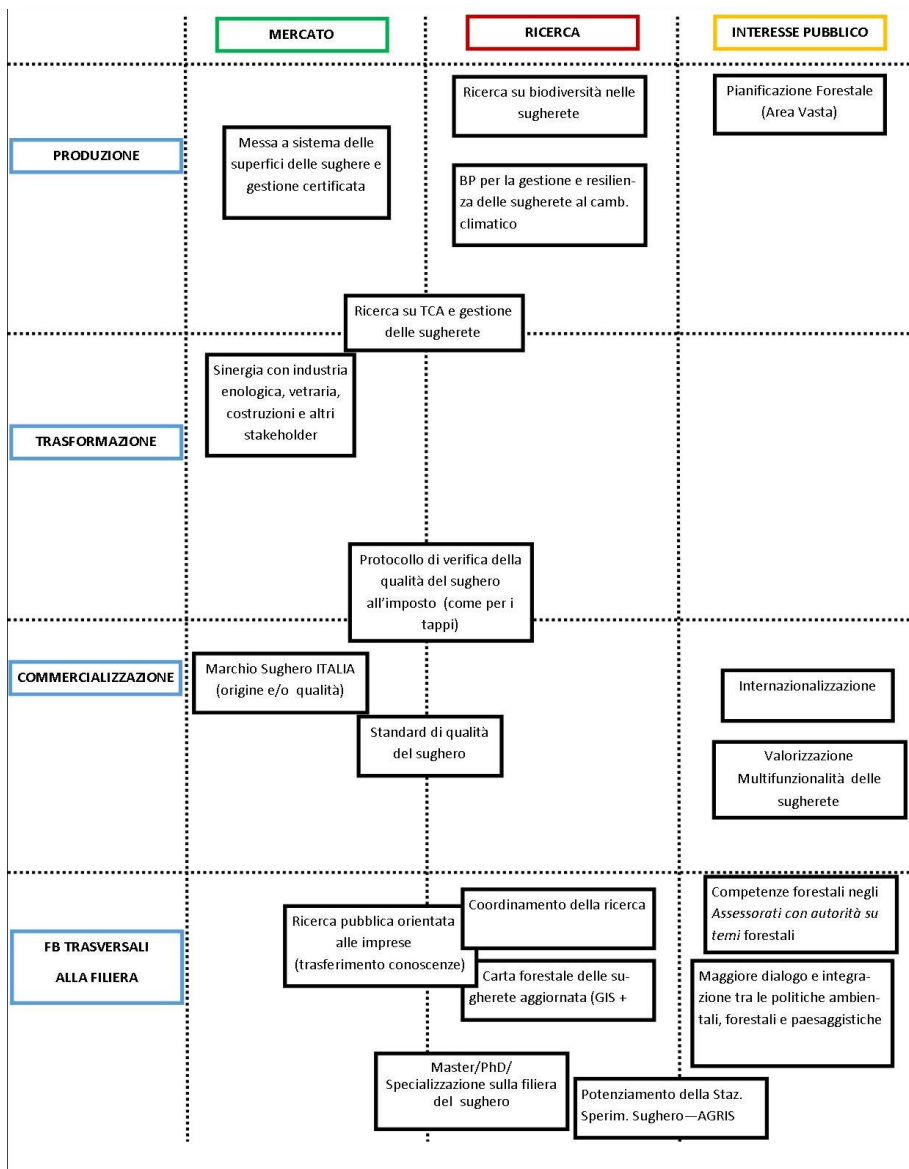 MERCATO
RICERCA
INTERESSE PUBBLICO
PRODUZIONE
Messa a sistema delle
superfici delle sughere e
gestione certificata
Ricerca su biodiversità nelle
sugherete
BP per la gestione e resilien-
za delle sugherete al camb.
climatico
Pianificazione Forestale
(Area Vasta)
Ricerca su TCA e gestione
delle sugherete
TRASFORMAZIONE
Sinergia con industria
enologica, vetraria,
costruzioni e altri
stakeholder
Protocollo di verifica della
qualità del sughero
all'imposto (come per i
tappi)
COMMERCIALIZZAZIONE
Marchio Sughero ITALIA
(origine e/o qualità)
Standard di qualità
del sughero
Internazionalizzazione
Valorizzazione
Multifunzionalità delle
sugherete
FB TRASVERSALI
ALLA FILIERA
Ricerca pubblica orientata
alle imprese
(trasferimento conoscenze)
Coordinamento della ricerca
Carta forestale delle su-
gherete aggiornata (GIS +
Competenze forestali negli
Assessorati con autorità su
temi forestali
Maggiore dialogo e integra-
zione tra le politiche ambien-
tali, forestali e paesaggistiche
Master/PhD/
Specializzazione sulla filiera
del sughero
Potenziamento della Staz.
Sperim. Sughero—AGRIS